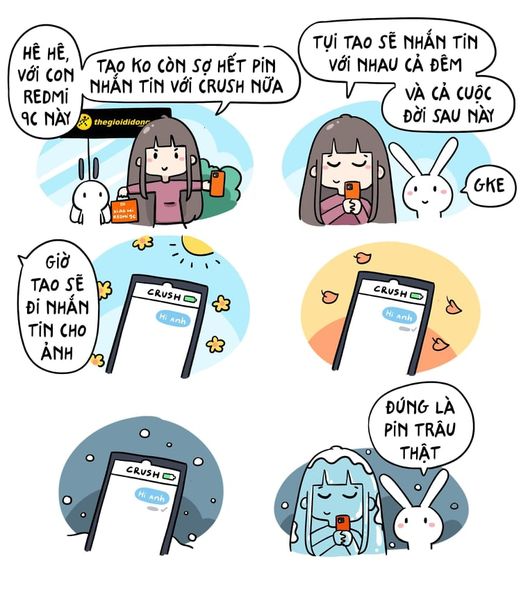 HÊ HÊ,
VỚI CON
REDMI
9C NÀY
TAO KO CÒN SỢ HẾT PIN
NHẮN TIN VỚI CRUSH NỮA
thegioididong
REDMI 9C
TỤI TAO SẼ NHẮN TIN
VỚI NHAU CẢ ĐÊM
VÀ CẢ CUỘC
ĐỜI SAU NÀY
GKE
GIỜ
TAO SẼ
ĐI NHẮN
TIN CHO
ẢNH
CRUSH
Hi anh
CRUSH
Hi anh
CRUSH
Hi anh
ĐÚNG LÀ
PIN TRÂU
THẬT